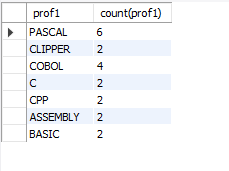 prof1 count(prof1)
PASCAL 6
CLIPPER 2
COBOL 4
C 2
CPP 2
ASSEMBLY 2
BASIC 2